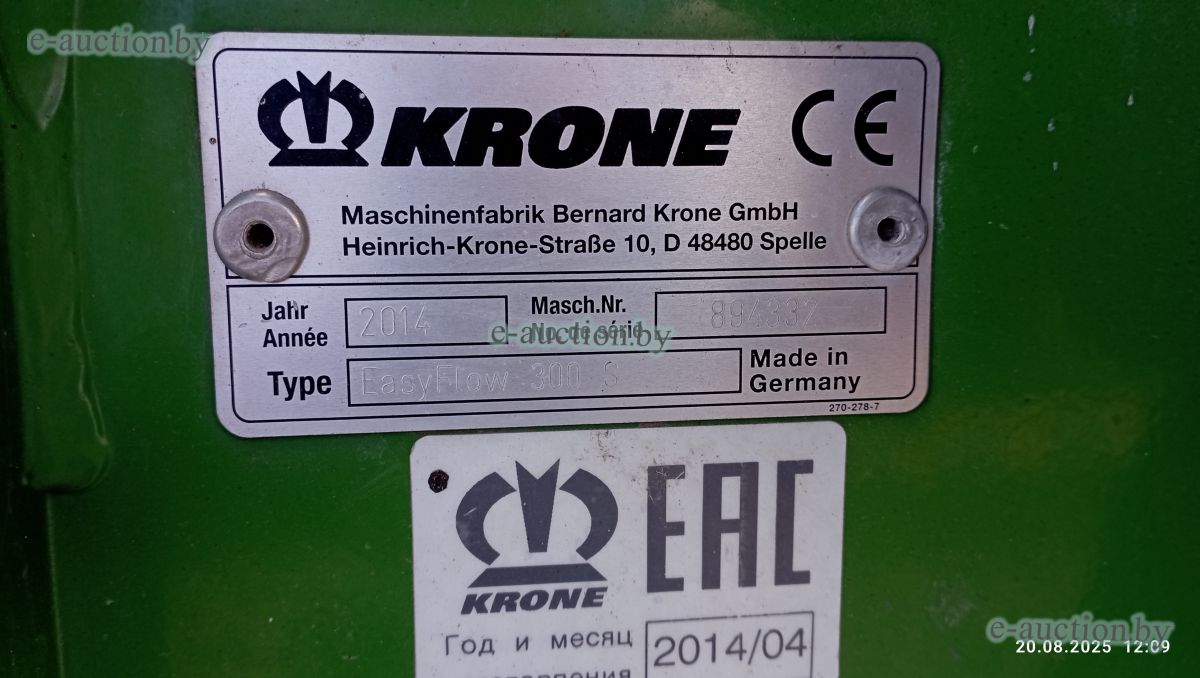 e-auction.by
KRONE CE
Maschinenfabrik Bernard Krone GmbH
Heinrich-Krone-Straße 10, D 48480 Spelle
Jahr 2014 Masch.Nr. 894332
Année No. de série
e-auction.by
Type EasyFlow 300 S Made in
Germany
270-278-7
KRONE EAC
Год и месяц 2014/04
e-auction.by
20.08.2025 12:09